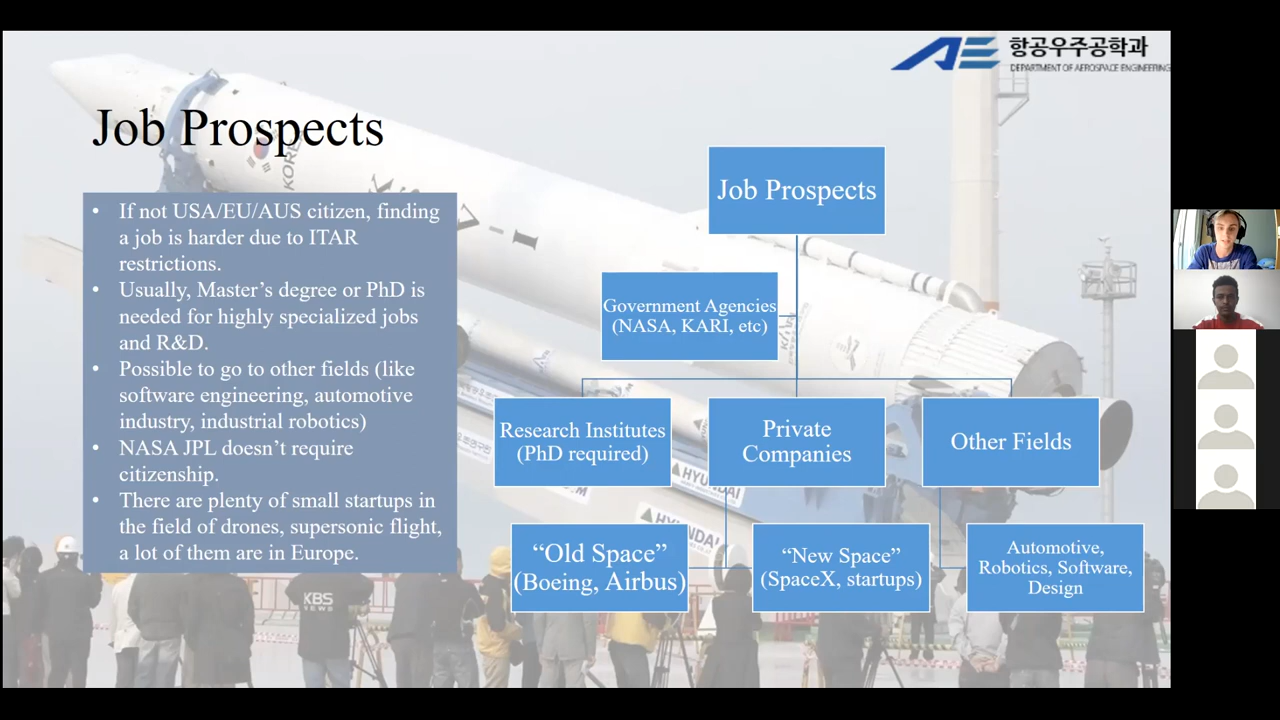 항공우주공학과
DEPARTMENT OF AEROSPACE ENGINEERING
Job Prospects
• If not USA/EU/AUS citizen, finding
a job is harder due to ITAR
restrictions.
• Usually, Master's degree or PhD is
needed for highly specialized jobs
and R&D.
• Possible to go to other fields (like
software engineering, automotive
industry, industrial robotics)
• NASA JPL doesn't require
citizenship.
• There are plenty of small startups in
the field of drones, supersonic flight,
a lot of them are in Europe.
Job Prospects
Government Agencies
(NASA, KARI, etc)
Research Institutes
(PhD required)
Private
Companies
Other Fields
“Old Space”
(Boeing, Airbus)
“New Space”
(SpaceX, startups)
Automotive,
Robotics, Software,
Design
KOREA
HYUNDAI
HYUNDAI
KBS
NEWS